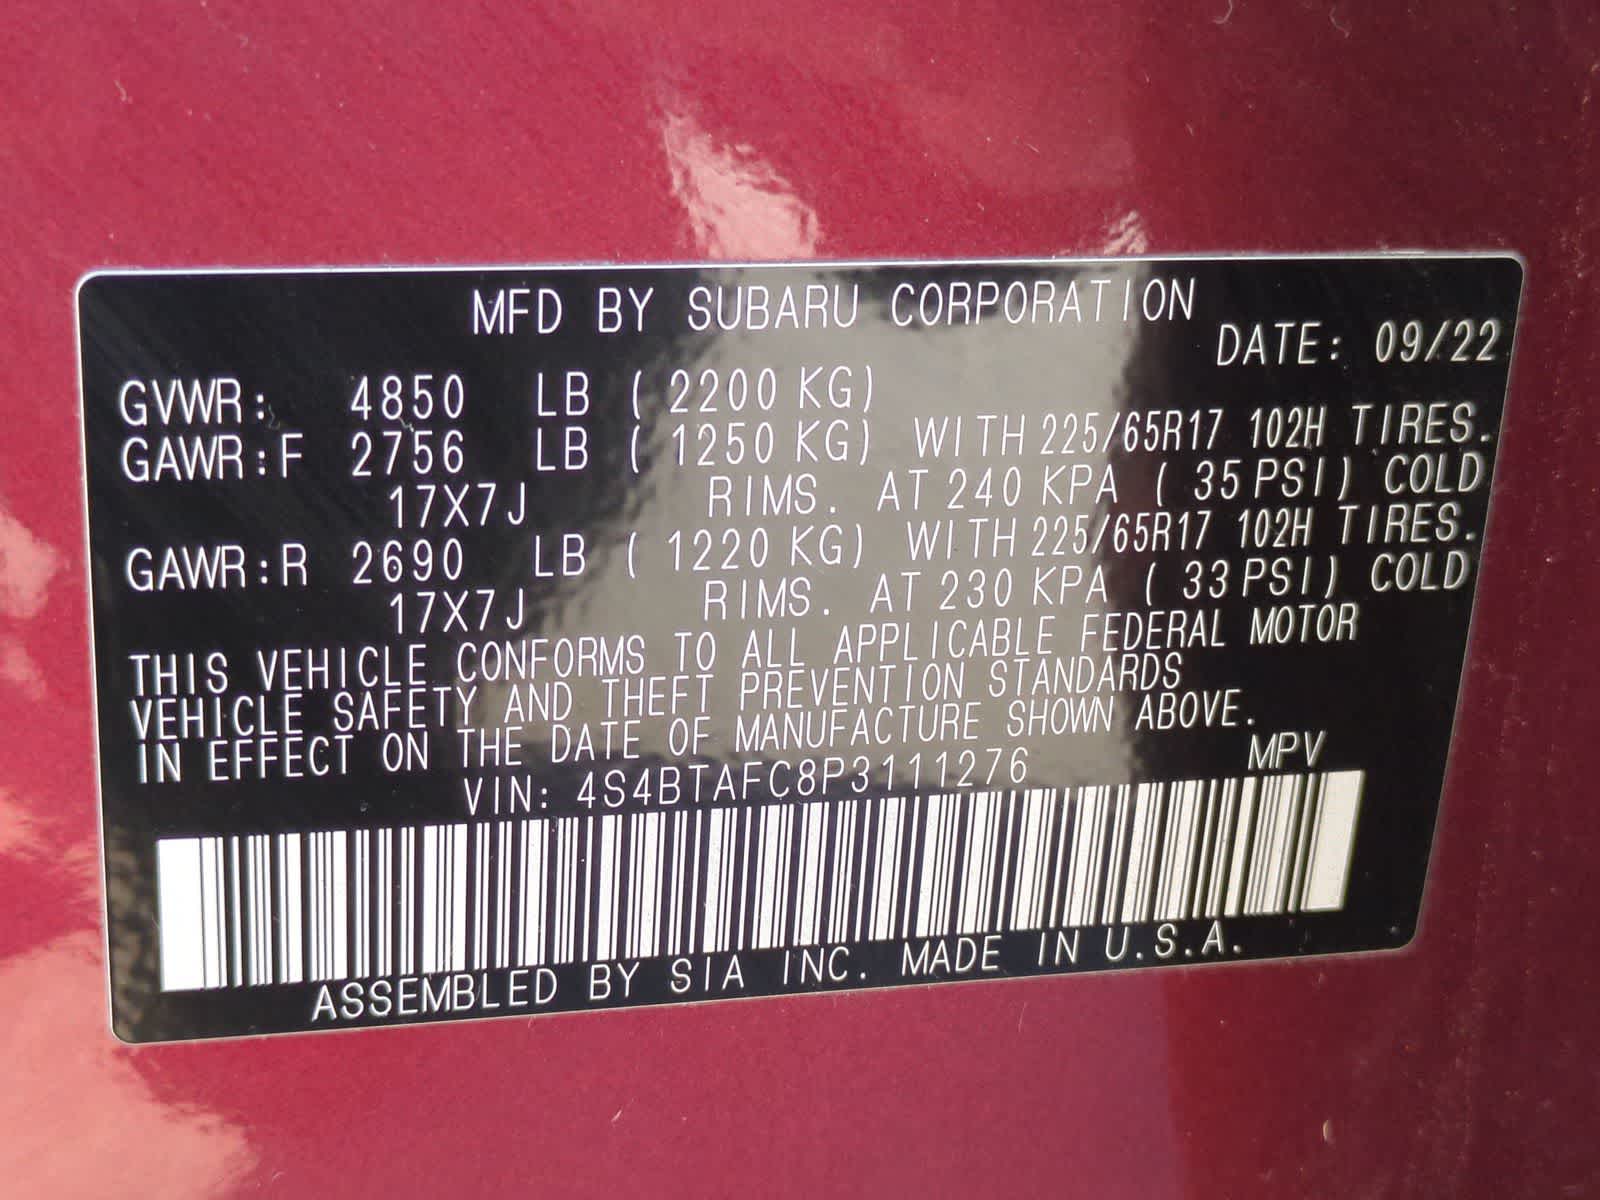 MFD BY SUBARU CORPORATION
DATE: 09/22
GVWR: 4850 LB ( 2200 KG)
GAWR:F 2756 LB ( 1250 KG) WITH 225/65R17 102H TIRES.
17X7J RIMS. AT 240 KPA ( 35 PSI) COLD
GAWR:R 2690 LB ( 1220 KG) WITH 225/65R17 102H TIRES.
17X7J RIMS. AT 230 KPA ( 33 PSI) COLD
THIS VEHICLE CONFORMS TO ALL APPLICABLE FEDERAL MOTOR
VEHICLE SAFETY AND THEFT PREVENTION STANDARDS
IN EFFECT ON THE DATE OF MANUFACTURE SHOWN ABOVE.
VIN: 4S4BTAFC8P3111276 MPV
ASSEMBLED BY SIA INC. MADE IN U.S.A.